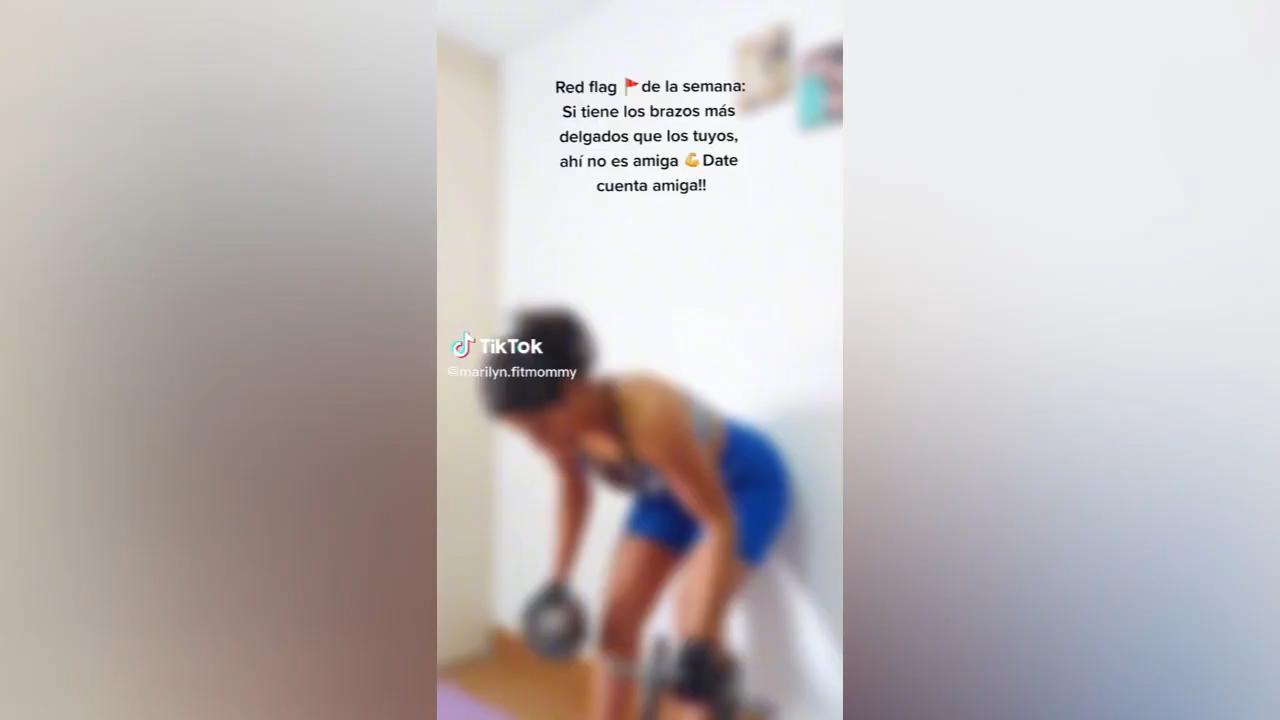 Red flag 🚩de la semana:
Si tiene los brazos más
delgados que los tuyos,
ahí no es amiga 💪Date
cuenta amiga!!
TikTok
@marilyn.fitmommy